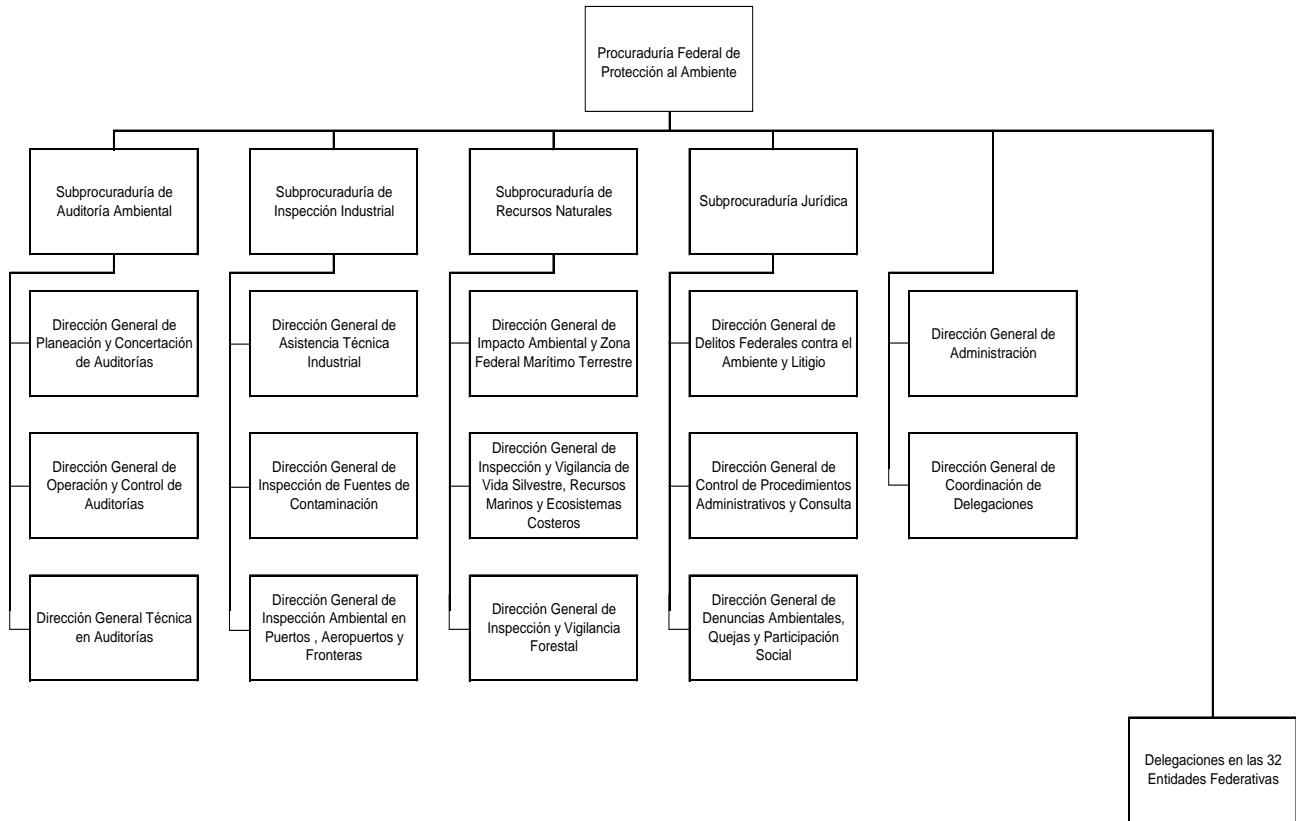 Procuraduría Federal de
Protección al Ambiente
Subprocuraduría de
Auditoría Ambiental
Subprocuraduría de
Inspección Industrial
Subprocuraduría de
Recursos Naturales
Subprocuraduría Jurídica
Dirección General de
Planeación y Concertación
de Auditorías
Dirección General de
Asistencia Técnica
Industrial
Dirección General de
Impacto Ambiental y Zona
Federal Marítimo Terrestre
Dirección General de
Delitos Federales contra el
Ambiente y Litigio
Dirección General de
Administración
Dirección General de
Operación y Control de
Auditorías
Dirección General de
Inspección de Fuentes de
Contaminación
Dirección General de
Inspección y Vigilancia de
Vida Silvestre, Recursos
Marinos y Ecosistemas
Costeros
Dirección General de
Control de Procedimientos
Administrativos y Consulta
Dirección General de
Coordinación de
Delegaciones
Dirección General Técnica
en Auditorías
Dirección General de
Inspección Ambiental en
Puertos , Aeropuertos y
Fronteras
Dirección General de
Inspección y Vigilancia
Forestal
Dirección General de
Denuncias Ambientales,
Quejas y Participación
Social
Delegaciones en las 32
Entidades Federativas